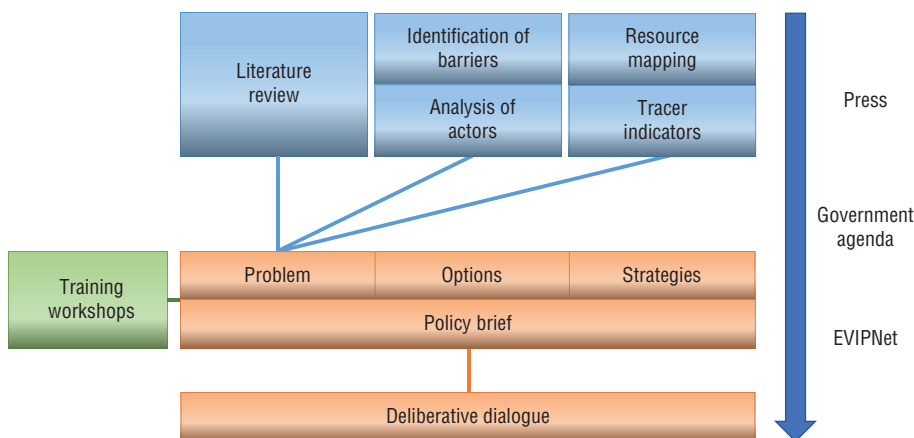 Literature
review
Identification of
barriers
Resource
mapping
Analysis of
actors
Tracer
indicators
Press
Government
agenda
Training
workshops
Problem
Options
Strategies
Policy brief
EVIPNet
Deliberative dialogue